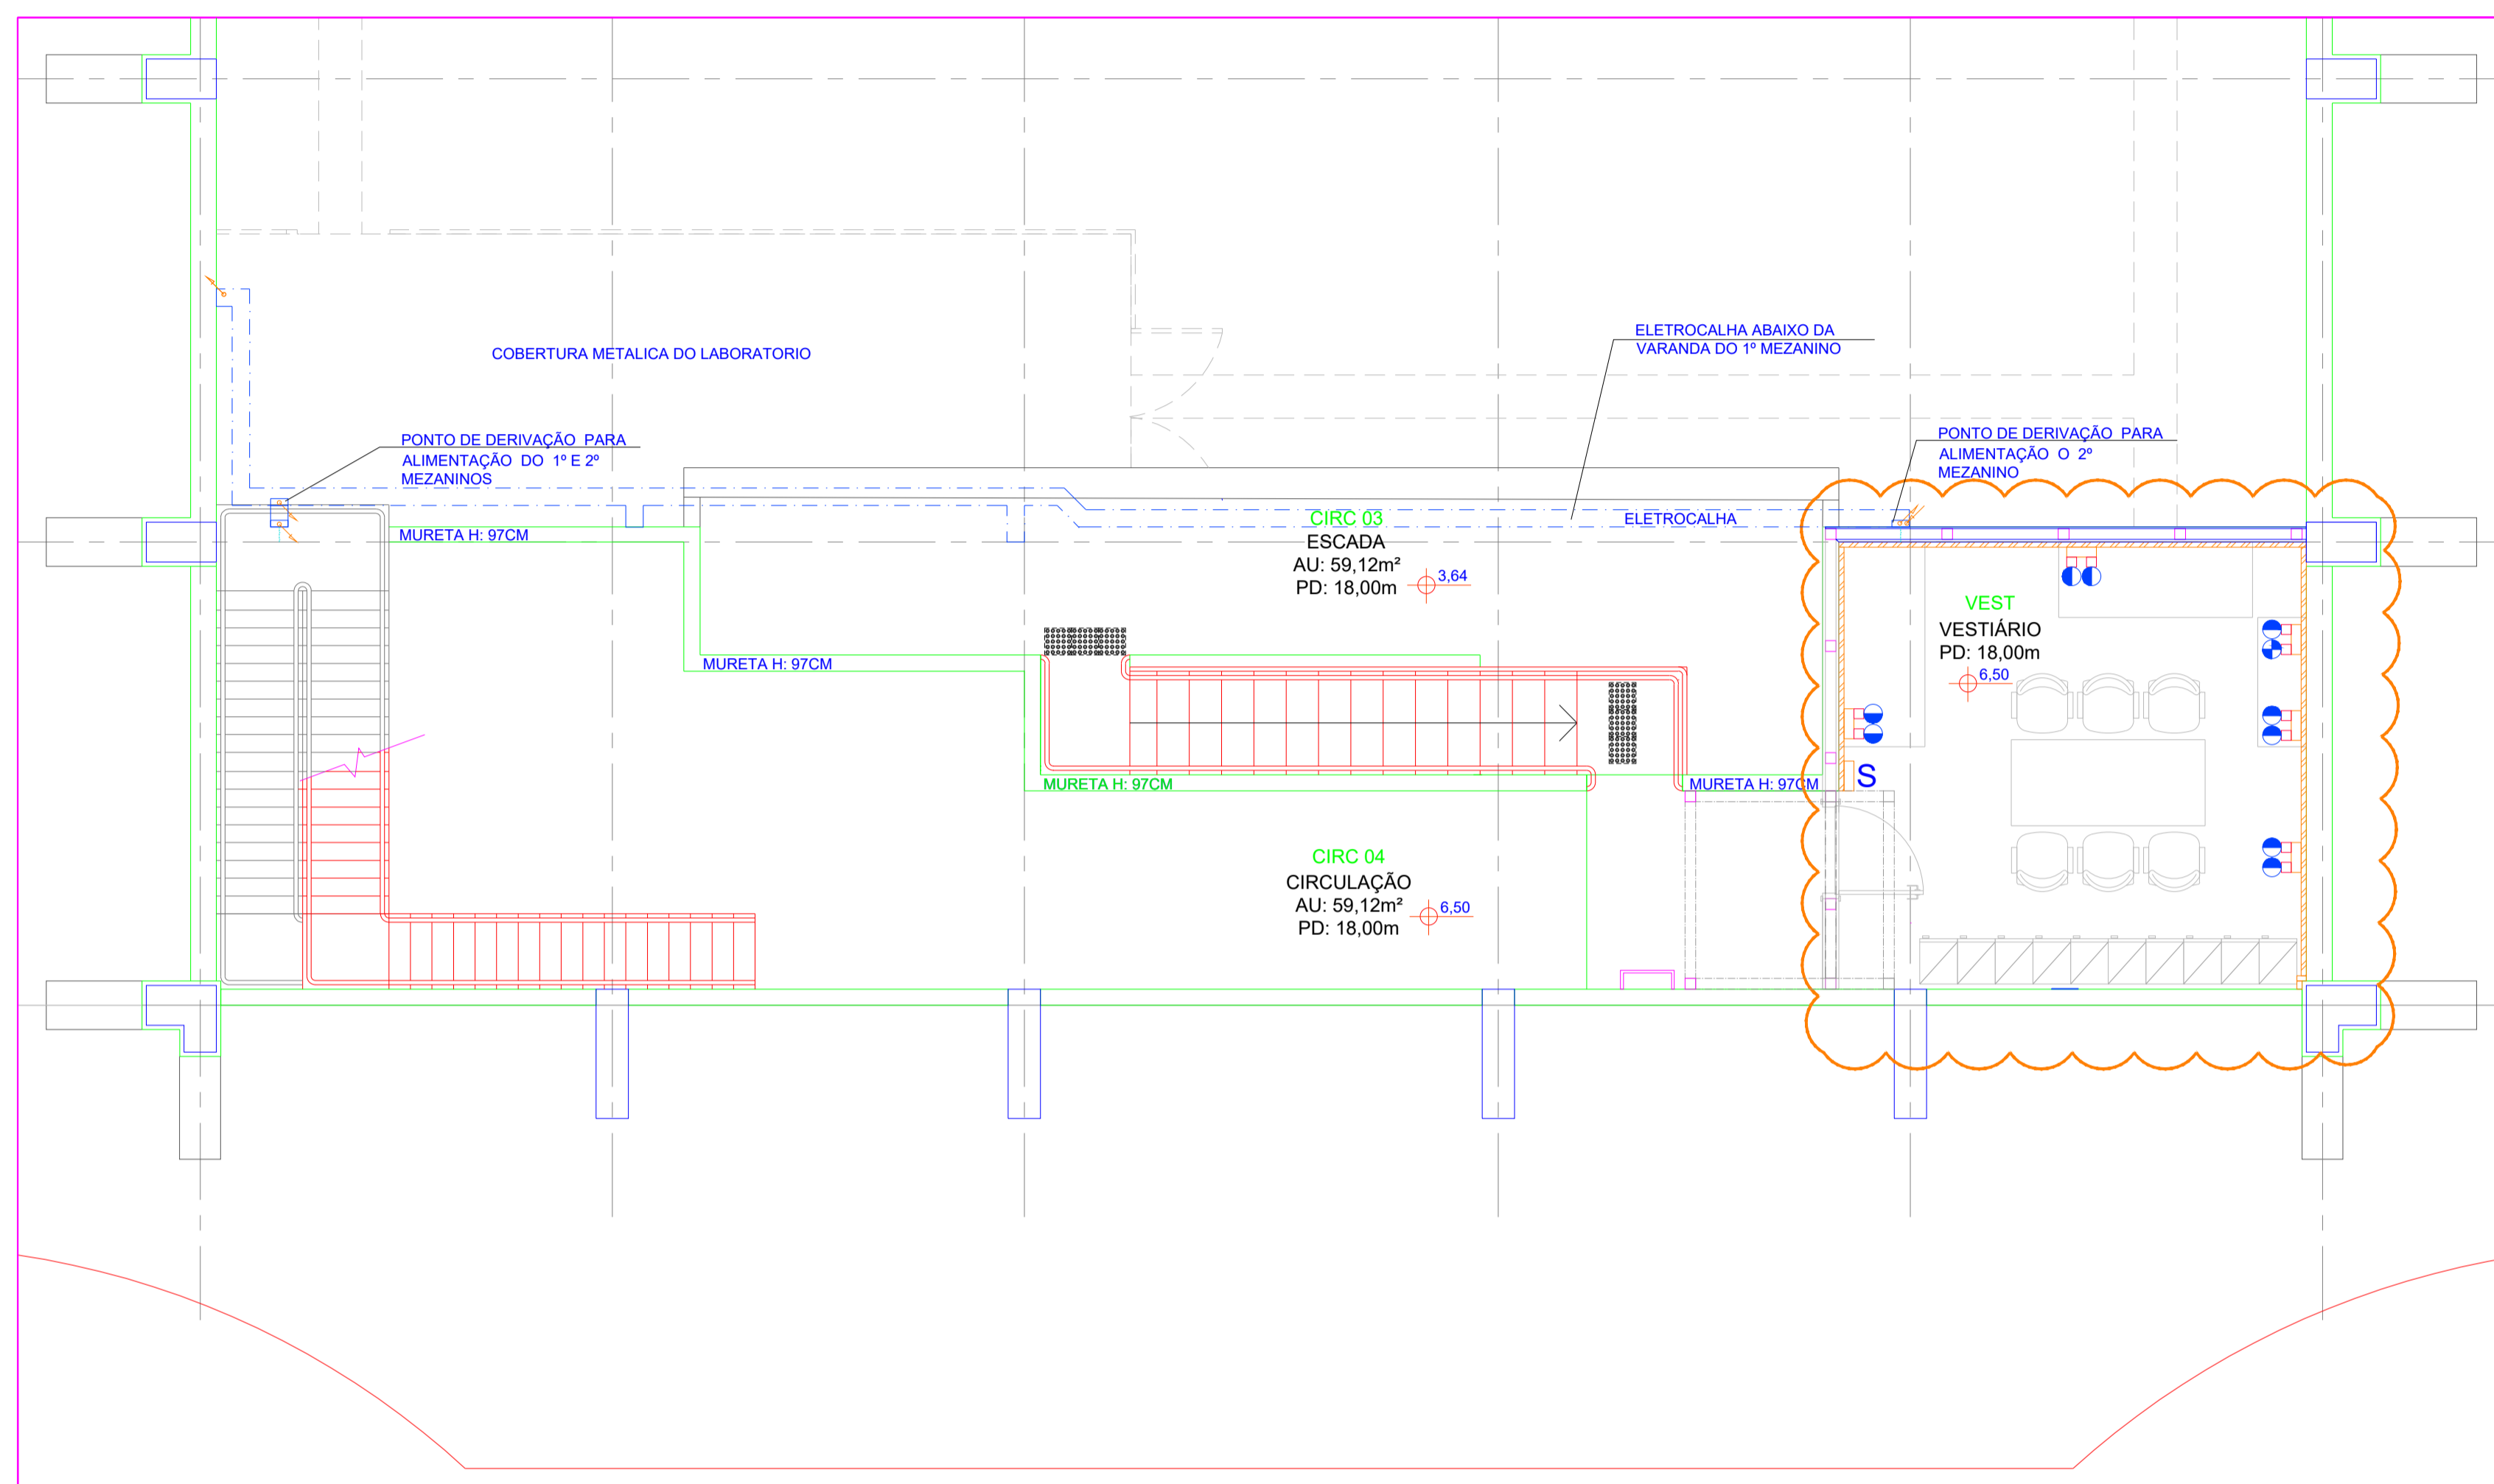 ELETROCALHA ABAIXO DA
VARANDA DO 1º MEZANINO
COBERTURA METALICA DO LABORATORIO
PONTO DE DERIVAÇÃO PARA
ALIMENTAÇÃO DO 1º E 2º
MEZANINOS
PONTO DE DERIVAÇÃO PARA
ALIMENTAÇÃO O 2º
MEZANINO
MURETA H: 97CM
CIRC 03
ESCADA
AU: 59,12m²
PD: 18,00m
3,64
ELETROCALHA
VEST
VESTIÁRIO
PD: 18,00m
6,50
MURETA H: 97CM
MURETA H: 97CM
MURETA H: 97CM
S
CIRC 04
CIRCULAÇÃO
AU: 59,12m²
PD: 18,00m
6,50